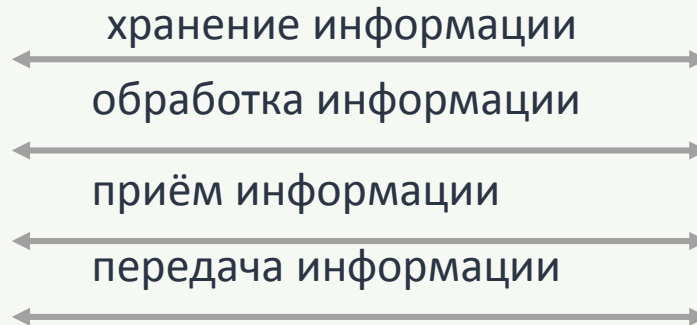 хранение информации
обработка информации
приём информации
передача информации